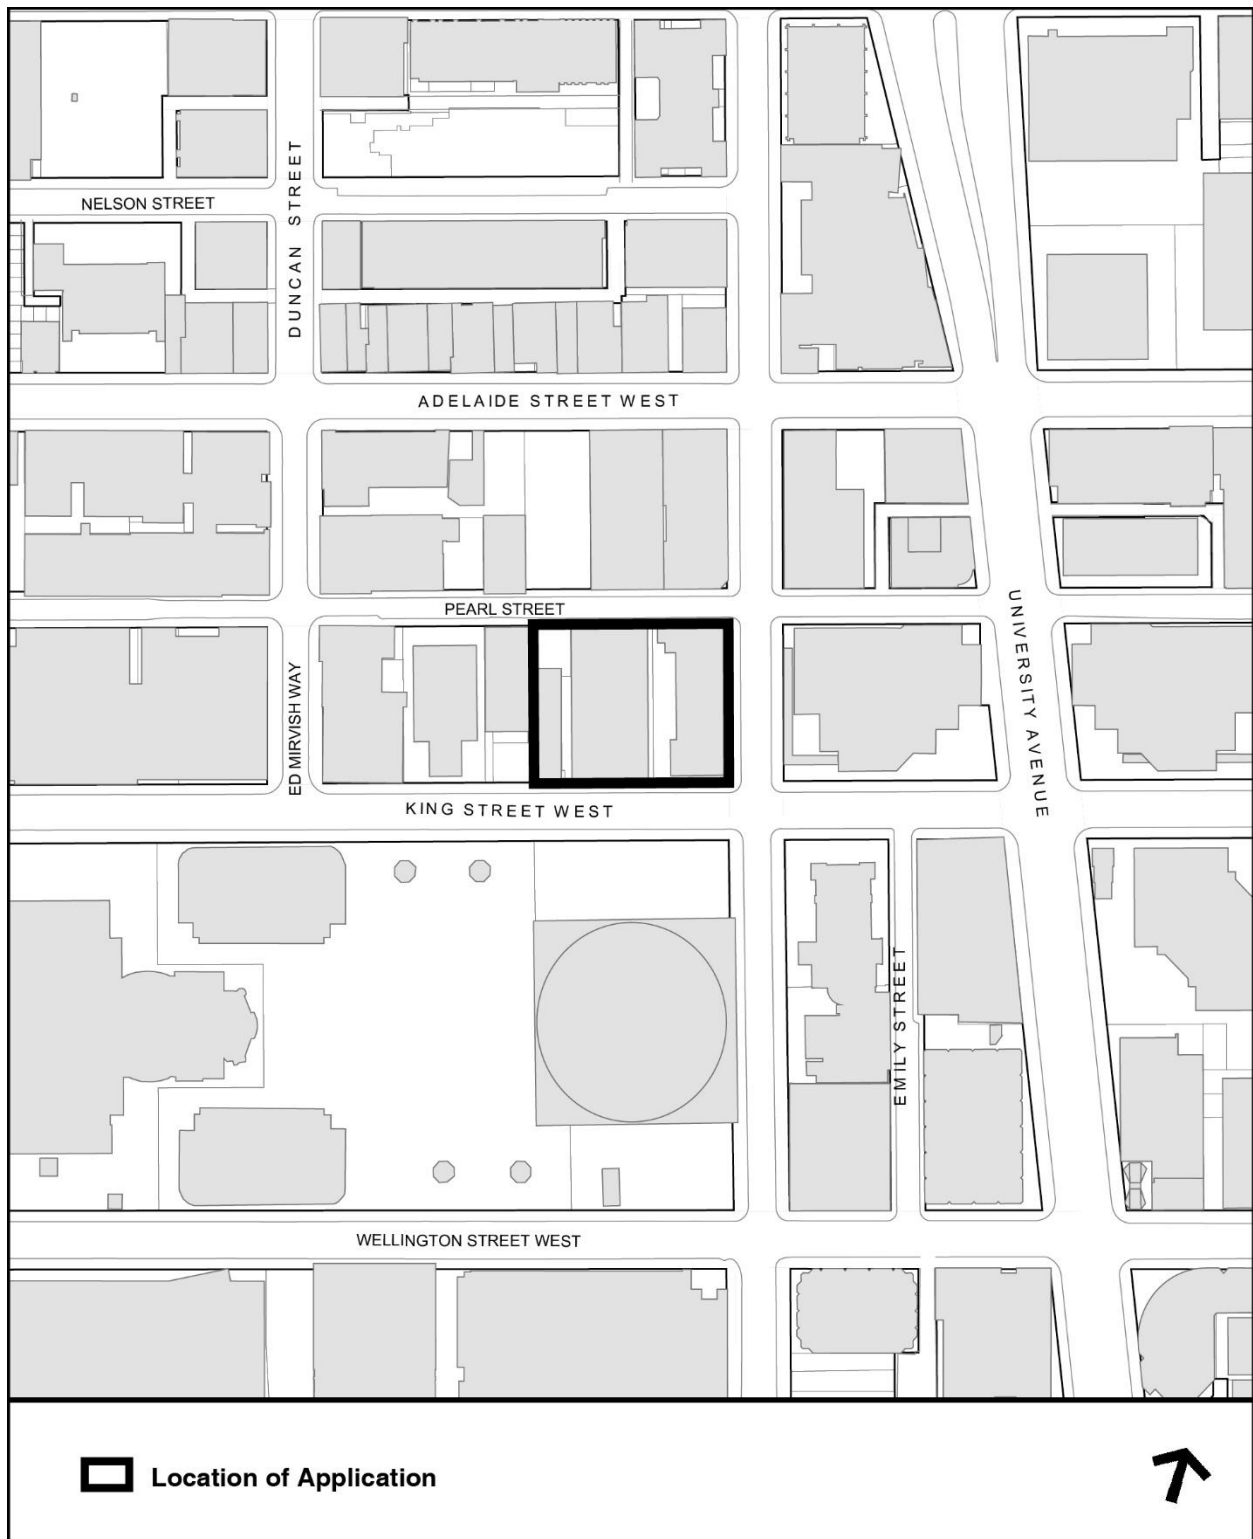 NELSON STREET
DUNCAN STREET
ADELAIDE STREET WEST
PEARL STREET
UNIVERSITY AVENUE
ED MIRVISH WAY
KING STREET WEST
EMILY STREET
WELLINGTON STREET WEST
Location of Application